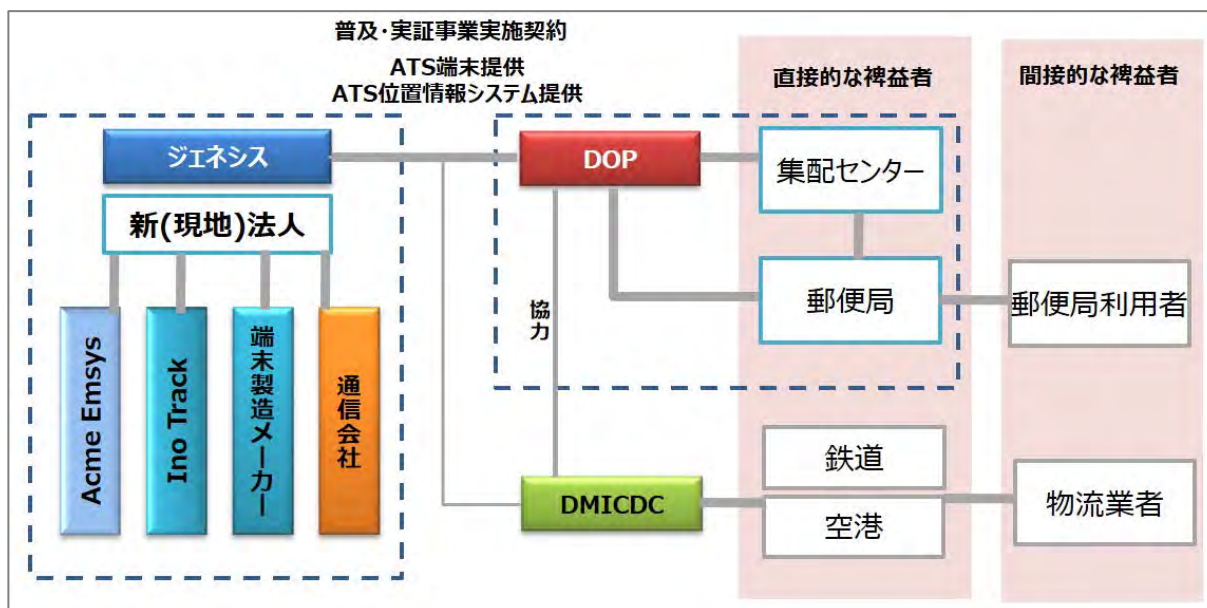 普及・実証事業実施契約
ATS端末提供
ATS位置情報システム提供
直接的な裨益者
間接的な裨益者
ジェネシス
新(現地)法人
Acme Emsys
Ino Track
端末製造メーカー
通信会社
DOP
集配センター
郵便局
郵便局利用者
協力
DMICDC
鉄道
空港
物流業者